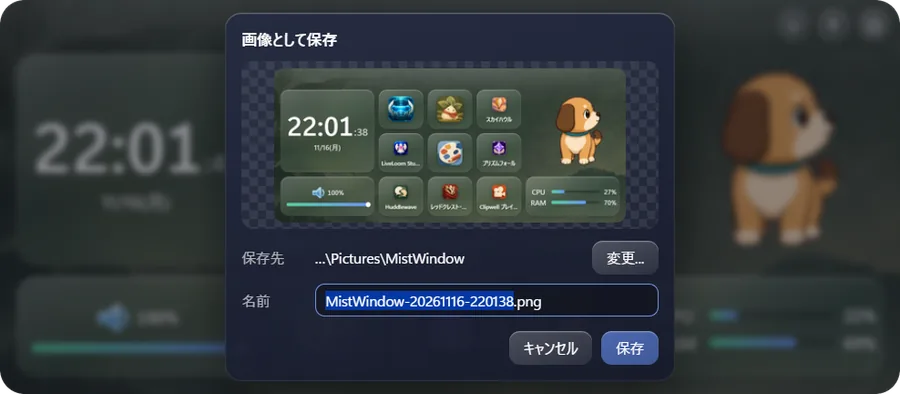 画像として保存
22:01:38
11/16(月)
スカイハウル
LiveLoom Stu...
プリズムフォール
100%
Huddlewave
レッドクレスト・...
Clipwell プレイ...
CPU 27%
RAM 70%
保存先 ...\Pictures\MistWindow 変更...
名前 MistWindow-20261116-220138.png
キャンセル 保存
22:01
100%